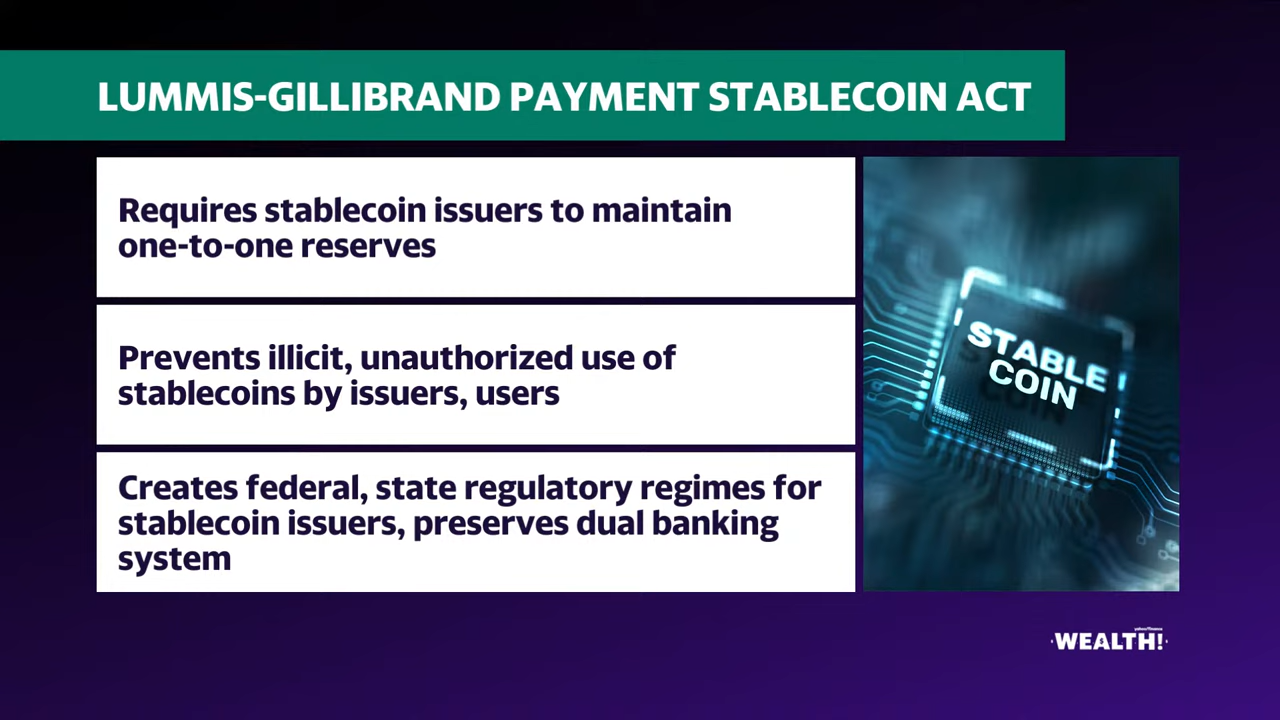 LUMMIS-GILLIBRAND PAYMENT STABLECOIN ACT
Requires stablecoin issuers to maintain
one-to-one reserves
Prevents illicit, unauthorized use of
stablecoins by issuers, users
Creates federal, state regulatory regimes for
stablecoin issuers, preserves dual banking
system
STABLE
COIN
yahoo!finance
WEALTH!